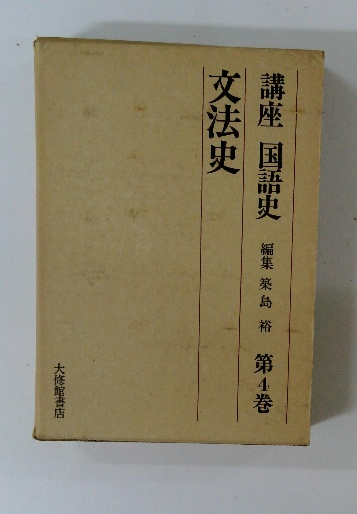 講座 国語史 編集 築島 裕 第4巻
文法史
大修館書店